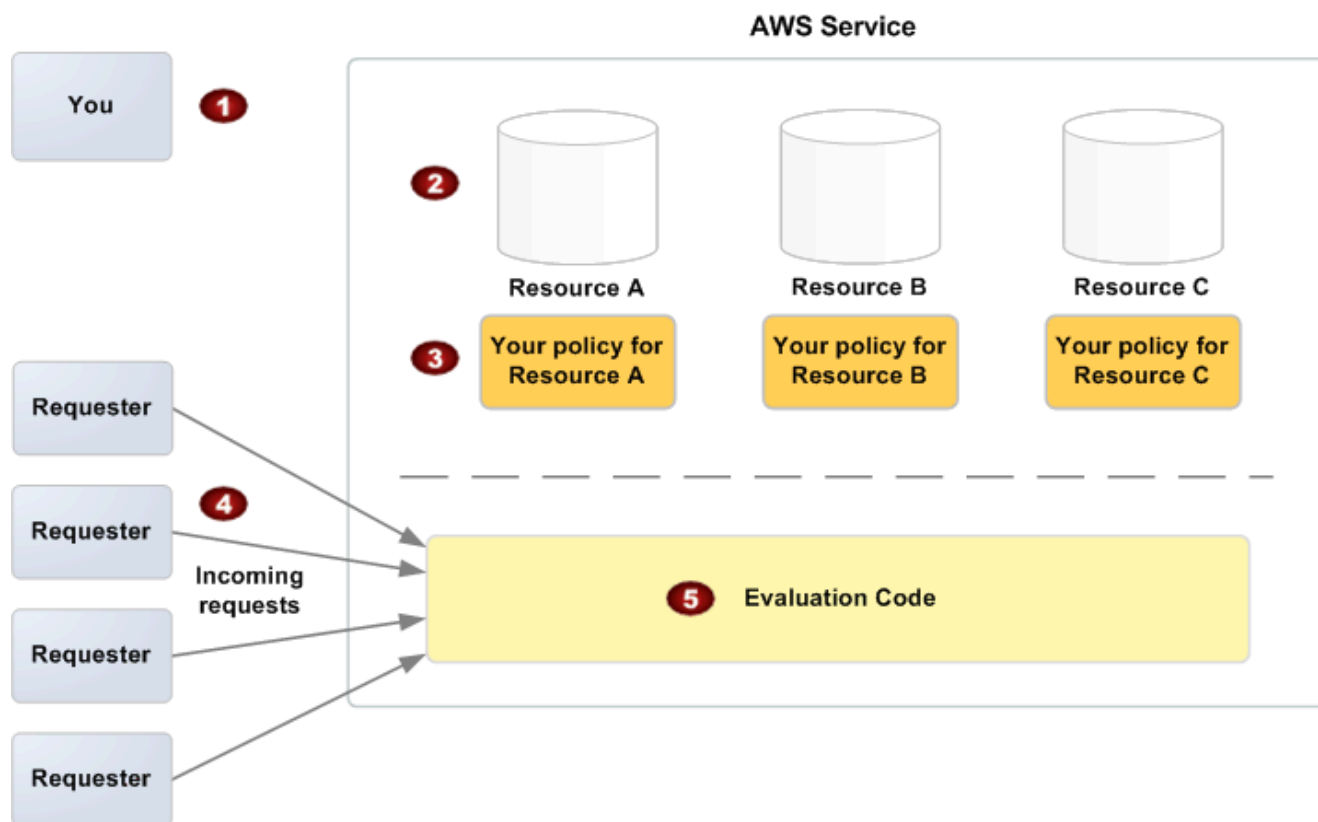 AWS Service
You
1
2
Resource A
Resource B
Resource C
3
Your policy for
Resource A
Your policy for
Resource B
Your policy for
Resource C
Requester
4
Requester
Incoming
requests
5
Evaluation Code
Requester
Requester